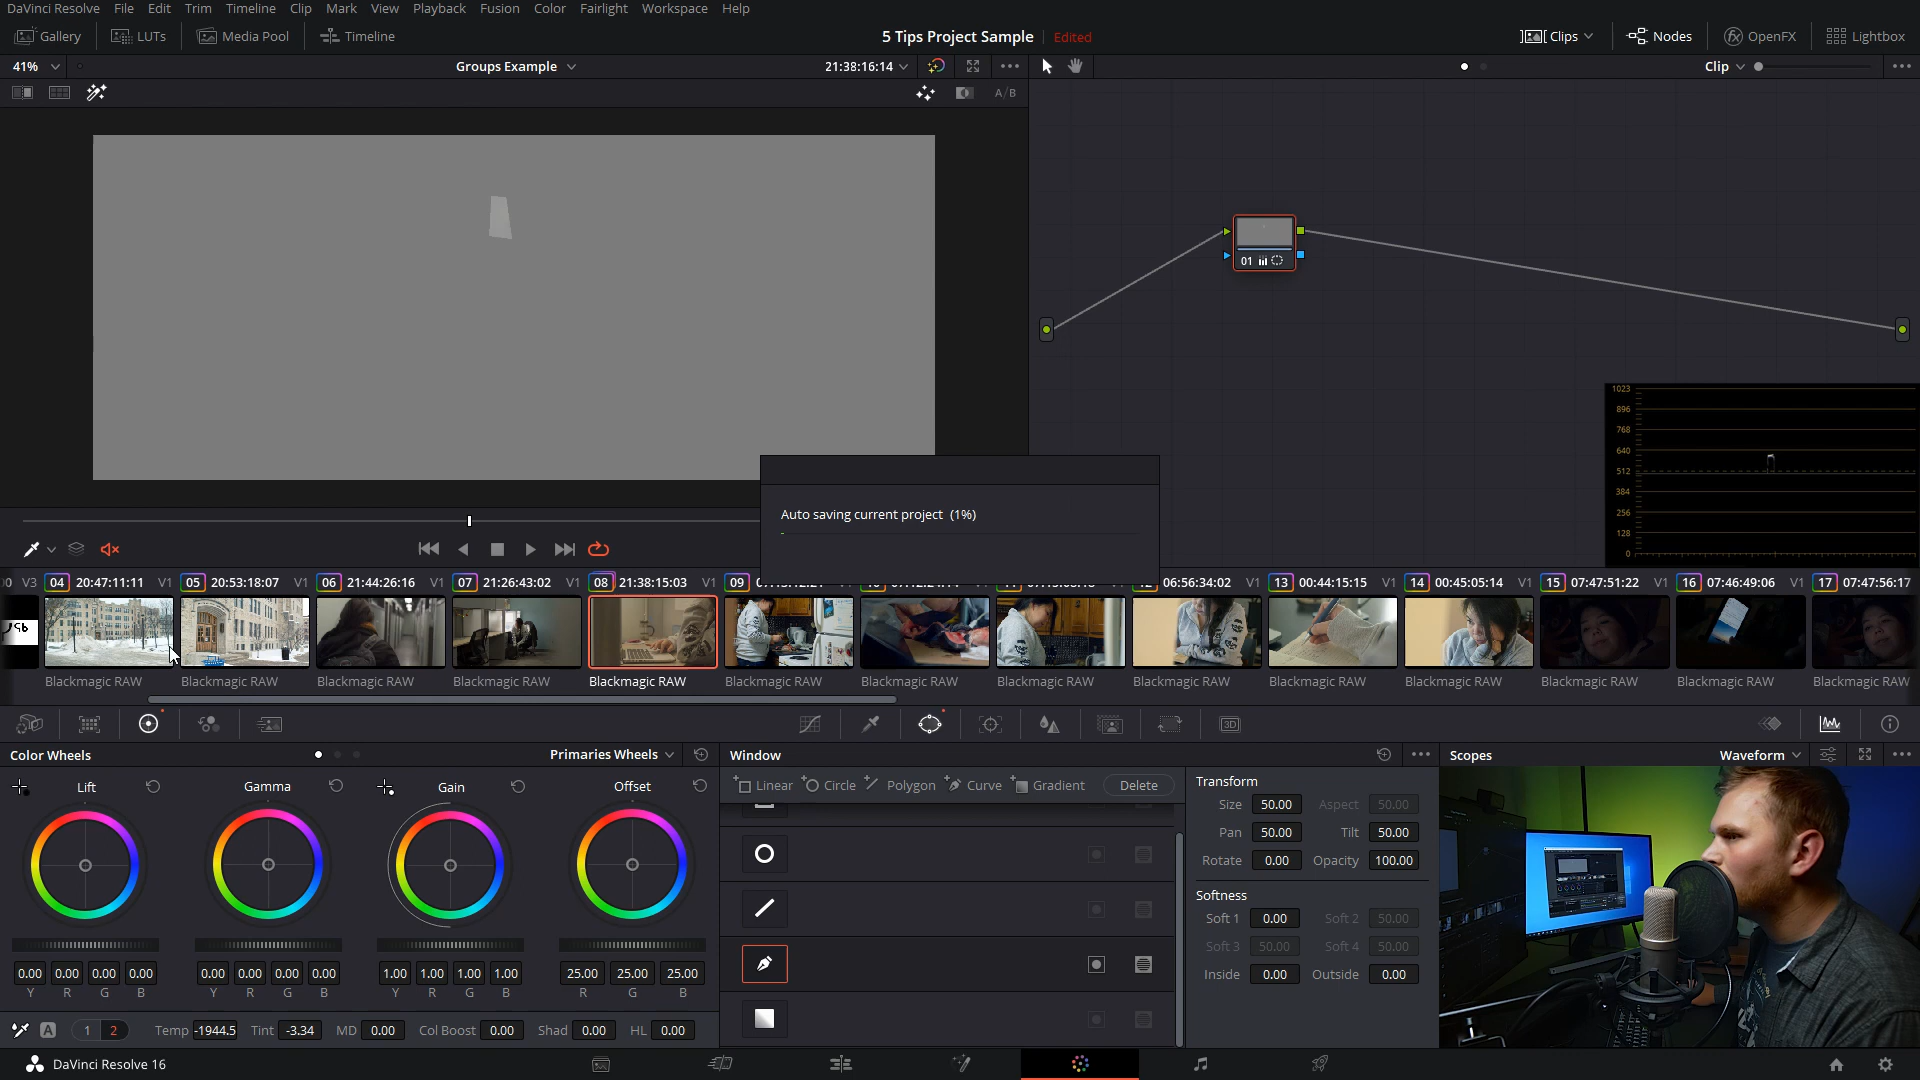 DaVinci Resolve File Edit Trim Timeline Clip Mark View Playback Fusion Color Fairlight Workspace Help
Gallery LUTs Media Pool Timeline 5 Tips Project Sample Edited Clips Nodes OpenFX Lightbox
41% Groups Example 21:38:16:14 Clip
A/B
01
1023
896
768
640
512
384
256
128
0
Auto saving current project (1%)
V3 04 20:47:11:11 V1 05 20:53:18:07 V1 06 21:44:26:16 V1 07 21:26:43:02 V1 08 21:38:15:03 V1 09 06:56:34:02 V1 13 00:44:15:15 V1 14 00:45:05:14 V1 15 07:47:51:22 V1 16 07:46:49:06 V1 17 07:47:56:17
Blackmagic RAW Blackmagic RAW Blackmagic RAW Blackmagic RAW Blackmagic RAW Blackmagic RAW Blackmagic RAW Blackmagic RAW Blackmagic RAW Blackmagic RAW Blackmagic RAW Blackmagic RAW Blackmagic RAW Blackmagic RAW
3D
Color Wheels Primaries Wheels Window Scopes Waveform
Lift Gamma Gain Offset
Linear Circle Polygon Curve Gradient Delete
Transform
Size 50.00 Aspect 50.00
Pan 50.00 Tilt 50.00
Rotate 0.00 Opacity 100.00
Softness
Soft 1 0.00 Soft 2 50.00
Soft 3 50.00 Soft 4 50.00
Inside 0.00 Outside 0.00
0.00 0.00 0.00 0.00 0.00 0.00 0.00 0.00 1.00 1.00 1.00 1.00 25.00 25.00 25.00
Y R G B Y R G B Y R G B R G B
A 1 2 Temp -1944.5 Tint -3.34 MD 0.00 Col Boost 0.00 Shad 0.00 HL 0.00
DaVinci Resolve 16